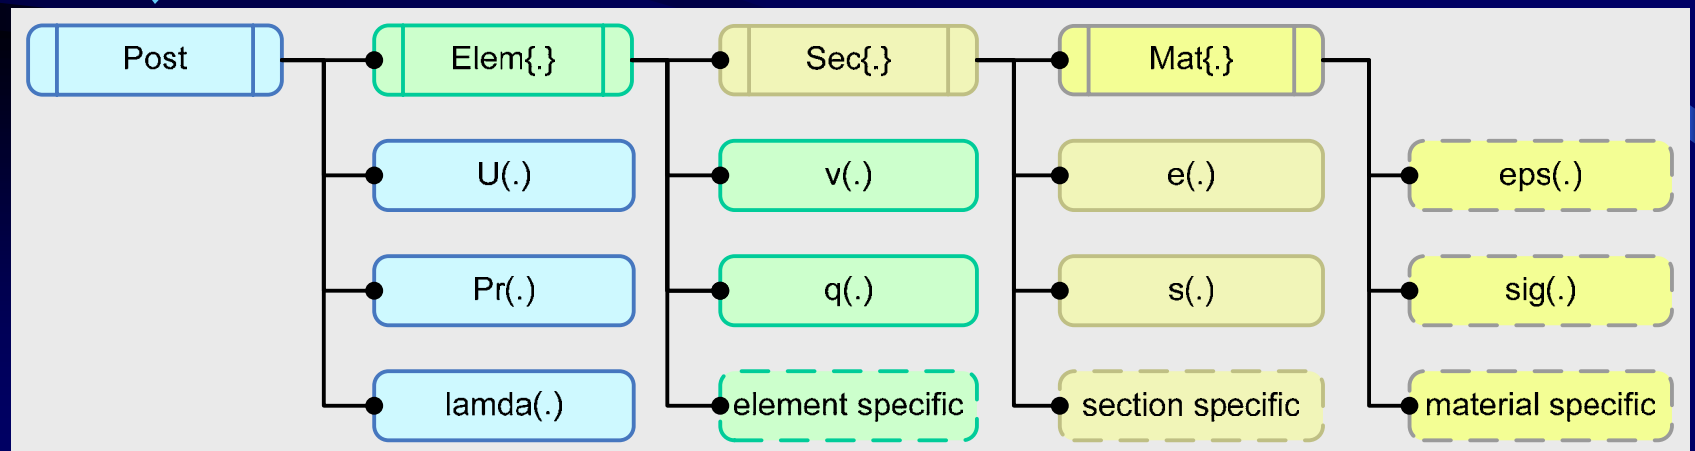 Post
Elem{.}
Sec{.}
Mat{.}
U(.)
v(.)
e(.)
eps(.)
Pr(.)
q(.)
s(.)
sig(.)
lamda(.)
element specific
section specific
material specific